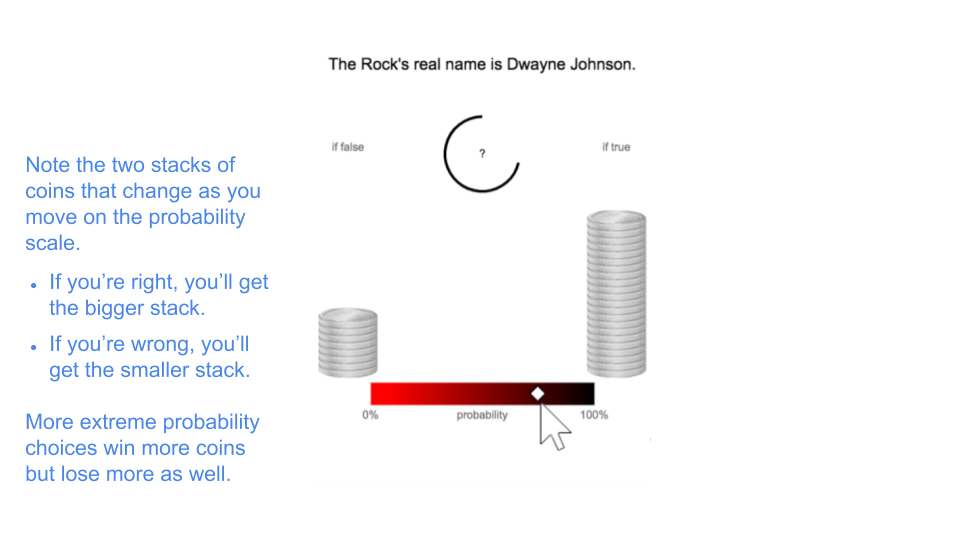 The Rock's real name is Dwayne Johnson.
if false
?
if true
Note the two stacks of
coins that change as you
move on the probability
scale.
● If you’re right, you’ll get
the bigger stack.
● If you’re wrong, you’ll
get the smaller stack.
More extreme probability
choices win more coins
but lose more as well.
0% probability 100%